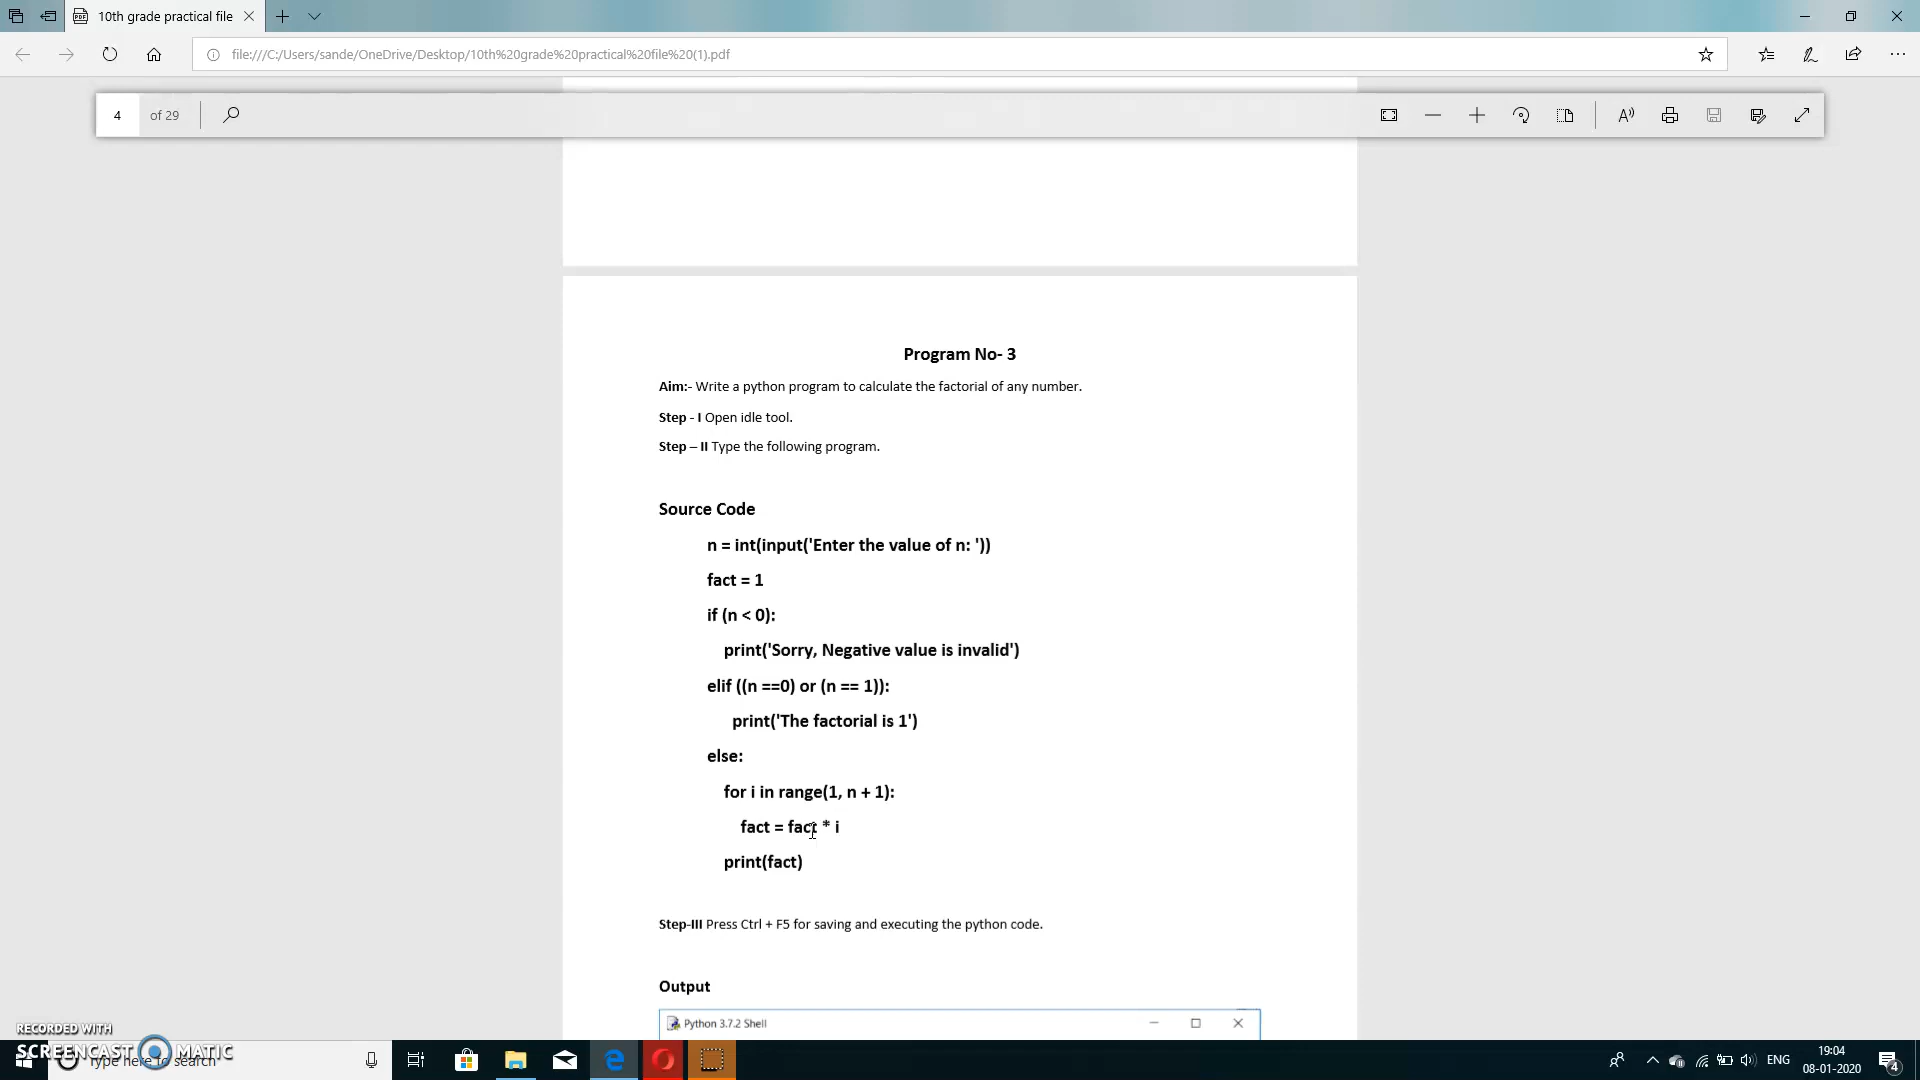 10th grade practical file
file:///C:/Users/sande/OneDrive/Desktop/10th%20grade%20practical%20file%20(1).pdf
4 of 29
Program No- 3
Aim:- Write a python program to calculate the factorial of any number.
Step - I Open idle tool.
Step – II Type the following program.
Source Code
n = int(input('Enter the value of n: '))
fact = 1
if (n < 0):
print('Sorry, Negative value is invalid')
elif ((n ==0) or (n == 1)):
print('The factorial is 1')
else:
for i in range(1, n + 1):
fact = fact * i
print(fact)
Step-III Press Ctrl + F5 for saving and executing the python code.
Output
Python 3.7.2 Shell
RECORDED WITH
SCREENCAST MATIC
Type here to search
ENG
19:04
08-01-2020
4